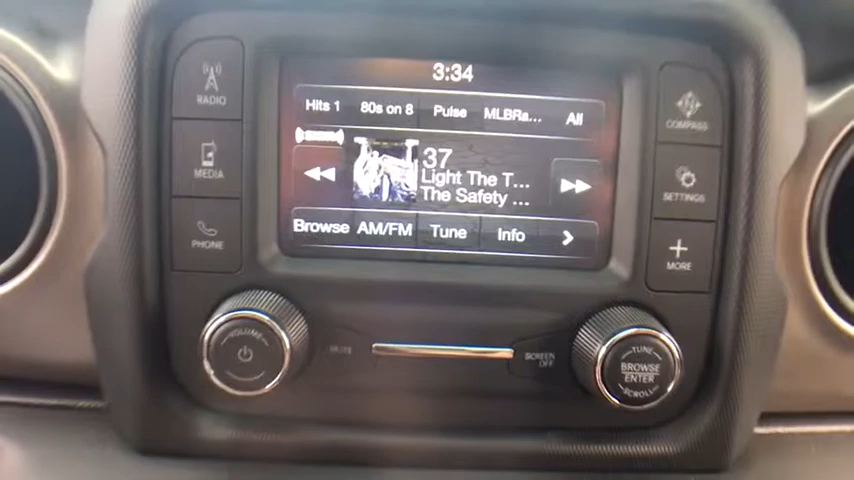 3:34
Hits 1 80s on 8 Pulse MLBRa... All
37
Light The T...
The Safety ...
Browse AM/FM Tune Info
RADIO
MEDIA
PHONE
COMPASS
SETTINGS
MORE
VOLUME
MUTE
SCREEN
OFF
TUNE
BROWSE
ENTER
SCROLL